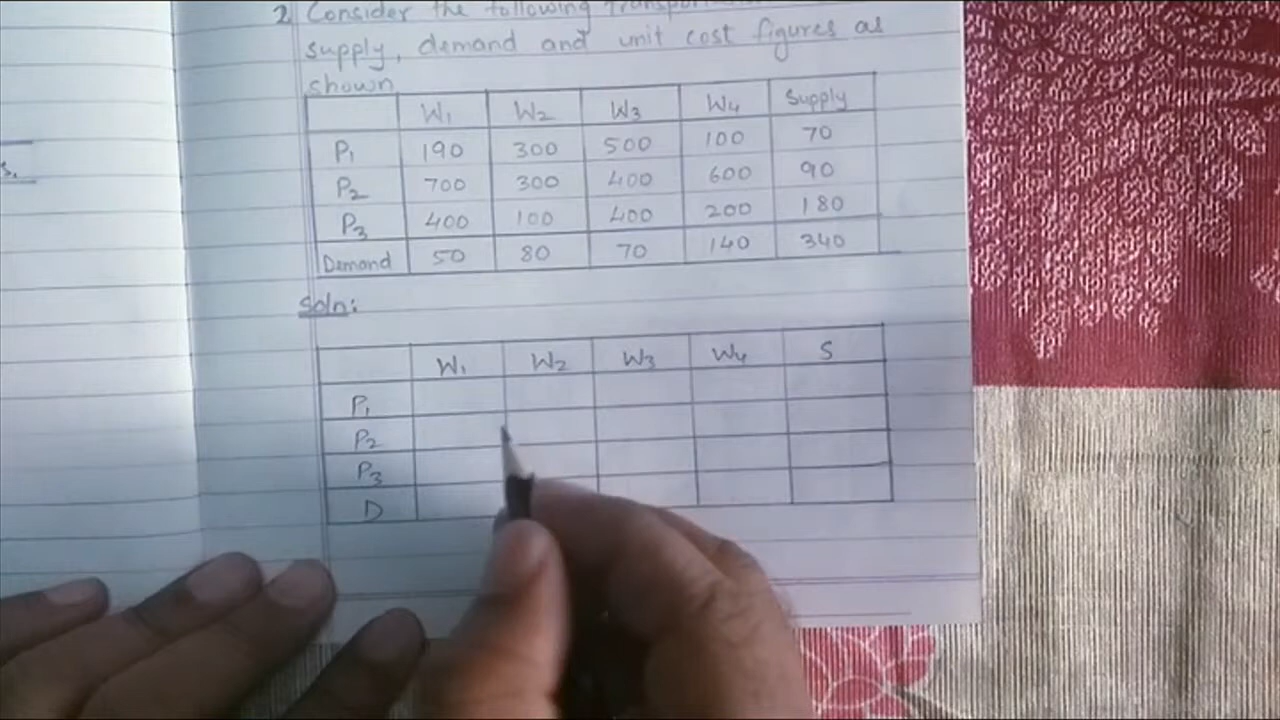 2 Consider the following
supply, demand and unit cost figures as
shown
W1 W2 W3 W4 Supply
P1 190 300 500 100 70
P2 700 300 400 600 90
P3 400 100 400 200 180
Demand 50 80 70 140 340
Soln:
W1 W2 W3 W4 S
P1
P2
P3
D